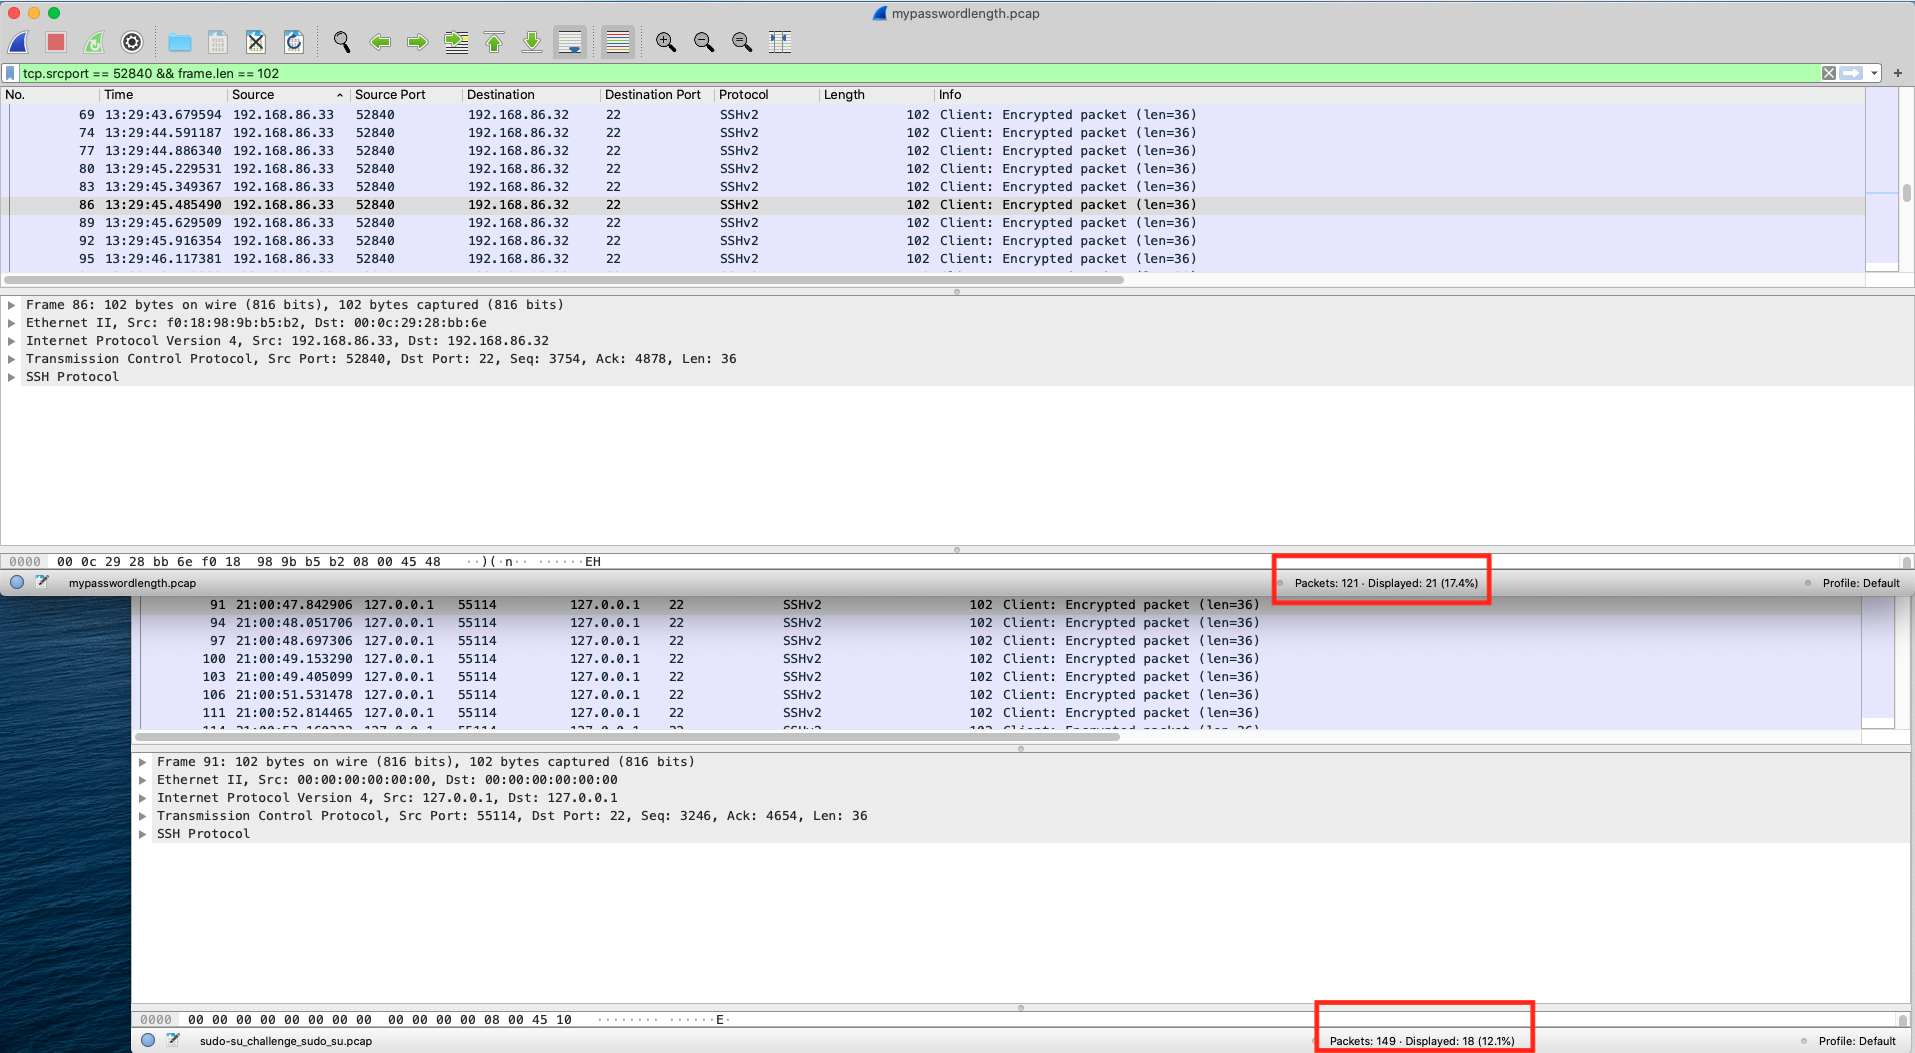 mypasswordlength.pcap
tcp.srcport == 52840 && frame.len == 102
No. Time Source Source Port Destination Destination Port Protocol Length Info
69 13:29:43.679594 192.168.86.33 52840 192.168.86.32 22 SSHv2 102 Client: Encrypted packet (len=36)
74 13:29:44.591187 192.168.86.33 52840 192.168.86.32 22 SSHv2 102 Client: Encrypted packet (len=36)
77 13:29:44.886340 192.168.86.33 52840 192.168.86.32 22 SSHv2 102 Client: Encrypted packet (len=36)
80 13:29:45.229531 192.168.86.33 52840 192.168.86.32 22 SSHv2 102 Client: Encrypted packet (len=36)
83 13:29:45.349367 192.168.86.33 52840 192.168.86.32 22 SSHv2 102 Client: Encrypted packet (len=36)
86 13:29:45.485490 192.168.86.33 52840 192.168.86.32 22 SSHv2 102 Client: Encrypted packet (len=36)
89 13:29:45.629509 192.168.86.33 52840 192.168.86.32 22 SSHv2 102 Client: Encrypted packet (len=36)
92 13:29:45.916354 192.168.86.33 52840 192.168.86.32 22 SSHv2 102 Client: Encrypted packet (len=36)
95 13:29:46.117381 192.168.86.33 52840 192.168.86.32 22 SSHv2 102 Client: Encrypted packet (len=36)
Frame 86: 102 bytes on wire (816 bits), 102 bytes captured (816 bits)
Ethernet II, Src: f0:18:98:9b:b5:b2, Dst: 00:0c:29:28:bb:6e
Internet Protocol Version 4, Src: 192.168.86.33, Dst: 192.168.86.32
Transmission Control Protocol, Src Port: 52840, Dst Port: 22, Seq: 3754, Ack: 4878, Len: 36
SSH Protocol
0000 00 0c 29 28 bb 6e f0 18 98 9b b5 b2 08 00 45 48 ··)(·n·· ······EH
mypasswordlength.pcap Packets: 121 · Displayed: 21 (17.4%) Profile: Default
91 21:00:47.842906 127.0.0.1 55114 127.0.0.1 22 SSHv2 102 Client: Encrypted packet (len=36)
94 21:00:48.051706 127.0.0.1 55114 127.0.0.1 22 SSHv2 102 Client: Encrypted packet (len=36)
97 21:00:48.697306 127.0.0.1 55114 127.0.0.1 22 SSHv2 102 Client: Encrypted packet (len=36)
100 21:00:49.153290 127.0.0.1 55114 127.0.0.1 22 SSHv2 102 Client: Encrypted packet (len=36)
103 21:00:49.405099 127.0.0.1 55114 127.0.0.1 22 SSHv2 102 Client: Encrypted packet (len=36)
106 21:00:51.531478 127.0.0.1 55114 127.0.0.1 22 SSHv2 102 Client: Encrypted packet (len=36)
111 21:00:52.814465 127.0.0.1 55114 127.0.0.1 22 SSHv2 102 Client: Encrypted packet (len=36)
Frame 91: 102 bytes on wire (816 bits), 102 bytes captured (816 bits)
Ethernet II, Src: 00:00:00:00:00:00, Dst: 00:00:00:00:00:00
Internet Protocol Version 4, Src: 127.0.0.1, Dst: 127.0.0.1
Transmission Control Protocol, Src Port: 55114, Dst Port: 22, Seq: 3246, Ack: 4654, Len: 36
SSH Protocol
0000 00 00 00 00 00 00 00 00 00 00 00 00 08 00 45 10 ········ ······E·
sudo-su_challenge_sudo_su.pcap Packets: 149 · Displayed: 18 (12.1%) Profile: Default